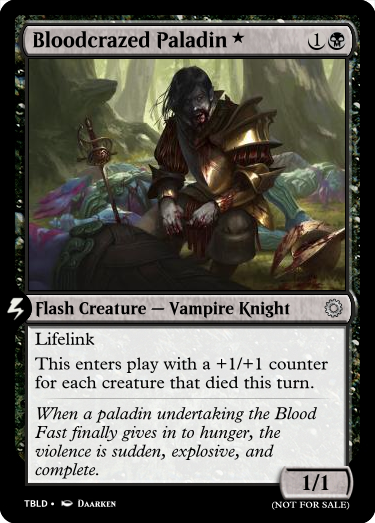 Bloodcrazed Paladin ★ 1
Flash Creature — Vampire Knight
Lifelink
This enters play with a +1/+1 counter
for each creature that died this turn.
When a paladin undertaking the Blood
Fast finally gives in to hunger, the
violence is sudden, explosive, and
complete.
1/1
TBLD • Daarken
(NOT FOR SALE)